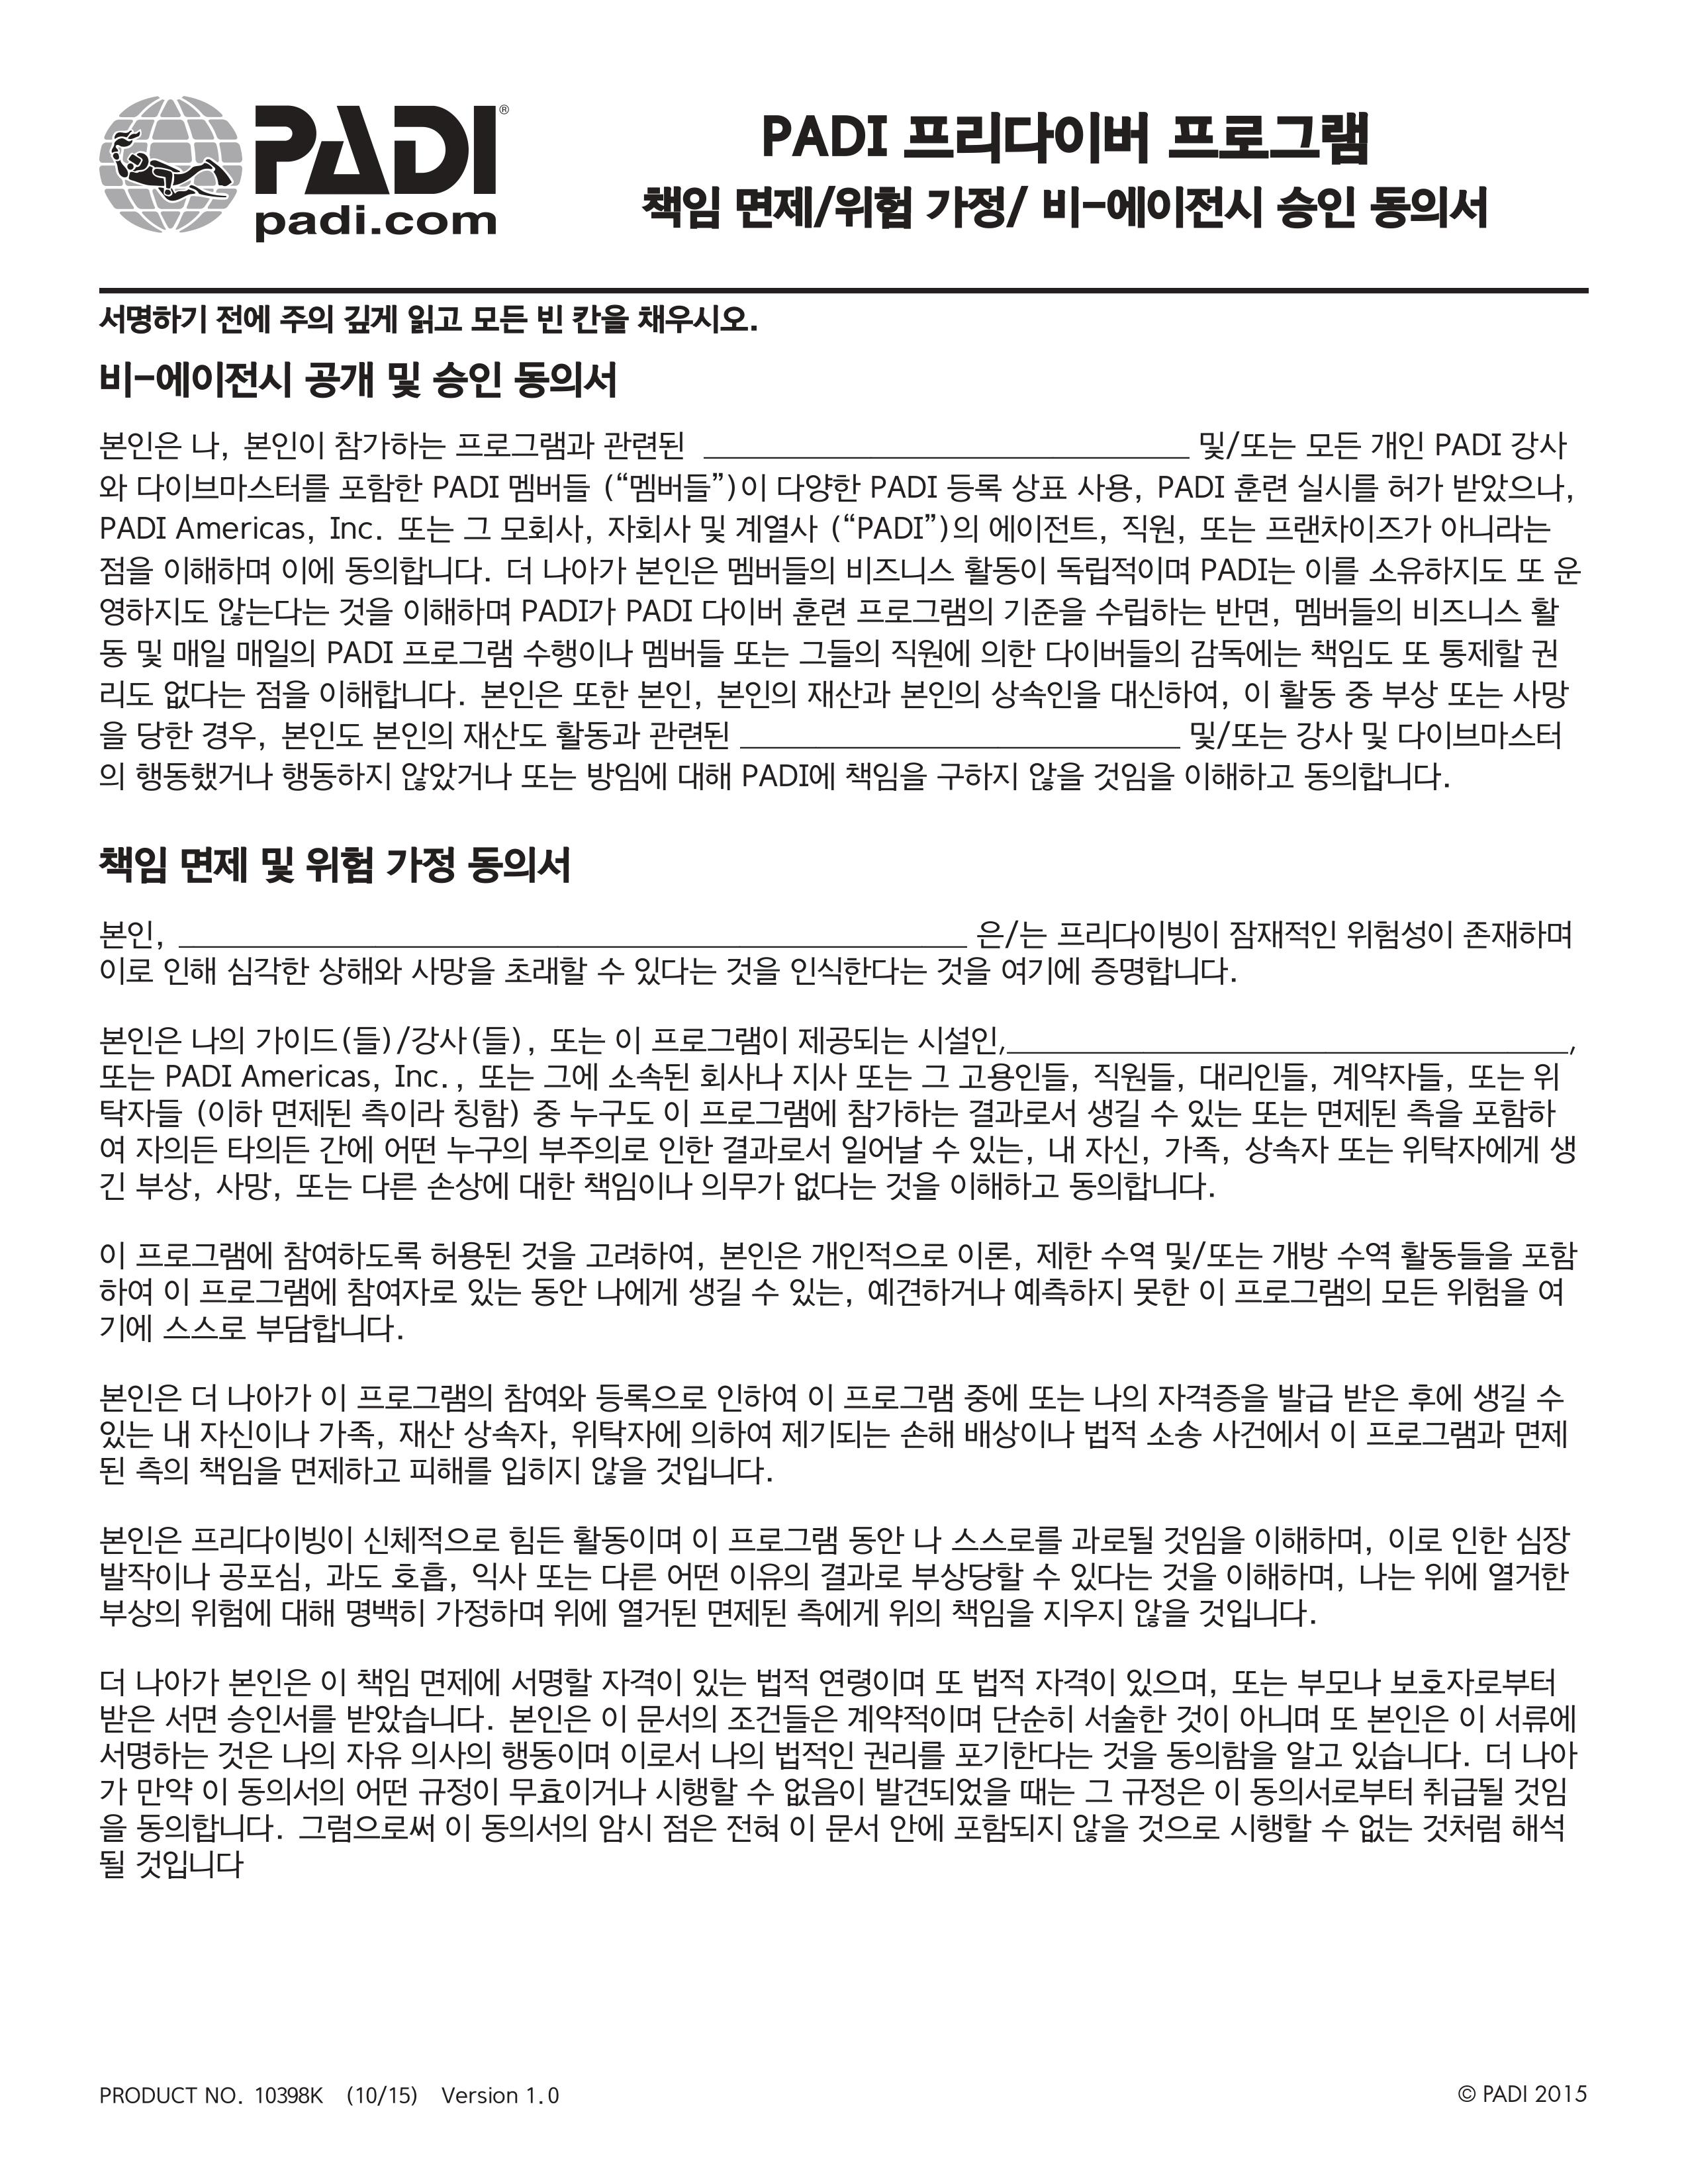 PADI®
padi.com
PADI 프리다이버 프로그램
책임 면제/위험 가정/ 비-에이전시 승인 동의서
서명하기 전에 주의 깊게 읽고 모든 빈 칸을 채우시오.
비-에이전시 공개 및 승인 동의서
본인은 나, 본인이 참가하는 프로그램과 관련된 ______________________________ 및/또는 모든 개인 PADI 강사
와 다이브마스터를 포함한 PADI 멤버들 (“멤버들”)이 다양한 PADI 등록 상표 사용, PADI 훈련 실시를 허가 받았으나,
PADI Americas, Inc. 또는 그 모회사, 자회사 및 계열사 (“PADI”)의 에이전트, 직원, 또는 프랜차이즈가 아니라는
점을 이해하며 이에 동의합니다. 더 나아가 본인은 멤버들의 비즈니스 활동이 독립적이며 PADI는 이를 소유하지도 또 운
영하지도 않는다는 것을 이해하며 PADI가 PADI 다이버 훈련 프로그램의 기준을 수립하는 반면, 멤버들의 비즈니스 활
동 및 매일 매일의 PADI 프로그램 수행이나 멤버들 또는 그들의 직원에 의한 다이버들의 감독에는 책임도 또 통제할 권
리도 없다는 점을 이해합니다. 본인은 또한 본인, 본인의 재산과 본인의 상속인을 대신하여, 이 활동 중 부상 또는 사망
을 당한 경우, 본인도 본인의 재산도 활동과 관련된 ______________________________ 및/또는 강사 및 다이브마스터
의 행동했거나 행동하지 않았거나 또는 방임에 대해 PADI에 책임을 구하지 않을 것임을 이해하고 동의합니다.
책임 면제 및 위험 가정 동의서
본인, ______________________________ 은/는 프리다이빙이 잠재적인 위험성이 존재하며
이로 인해 심각한 상해와 사망을 초래할 수 있다는 것을 인식한다는 것을 여기에 증명합니다.
본인은 나의 가이드(들)/강사(들), 또는 이 프로그램이 제공되는 시설인,______________________________,
또는 PADI Americas, Inc., 또는 그에 소속된 회사나 지사 또는 그 고용인들, 직원들, 대리인들, 계약자들, 또는 위
탁자들 (이하 면제된 측이라 칭함) 중 누구도 이 프로그램에 참가하는 결과로서 생길 수 있는 또는 면제된 측을 포함하
여 자의든 타의든 간에 어떤 누구의 부주의로 인한 결과로서 일어날 수 있는, 내 자신, 가족, 상속자 또는 위탁자에게 생
긴 부상, 사망, 또는 다른 손상에 대한 책임이나 의무가 없다는 것을 이해하고 동의합니다.
이 프로그램에 참여하도록 허용된 것을 고려하여, 본인은 개인적으로 이론, 제한 수역 및/또는 개방 수역 활동들을 포함
하여 이 프로그램에 참여자로 있는 동안 나에게 생길 수 있는, 예견하거나 예측하지 못한 이 프로그램의 모든 위험을 여
기에 스스로 부담합니다.
본인은 더 나아가 이 프로그램의 참여와 등록으로 인하여 이 프로그램 중에 또는 나의 자격증을 발급 받은 후에 생길 수
있는 내 자신이나 가족, 재산 상속자, 위탁자에 의하여 제기되는 손해 배상이나 법적 소송 사건에서 이 프로그램과 면제
된 측의 책임을 면제하고 피해를 입히지 않을 것입니다.
본인은 프리다이빙이 신체적으로 힘든 활동이며 이 프로그램 동안 나 스스로를 과로될 것임을 이해하며, 이로 인한 심장
발작이나 공포심, 과도 호흡, 익사 또는 다른 어떤 이유의 결과로 부상당할 수 있다는 것을 이해하며, 나는 위에 열거한
부상의 위험에 대해 명백히 가정하며 위에 열거된 면제된 측에게 위의 책임을 지우지 않을 것입니다.
더 나아가 본인은 이 책임 면제에 서명할 자격이 있는 법적 연령이며 또 법적 자격이 있으며, 또는 부모나 보호자로부터
받은 서면 승인서를 받았습니다. 본인은 이 문서의 조건들은 계약적이며 단순히 서술한 것이 아니며 또 본인은 이 서류에
서명하는 것은 나의 자유 의사의 행동이며 이로서 나의 법적인 권리를 포기한다는 것을 동의함을 알고 있습니다. 더 나아
가 만약 이 동의서의 어떤 규정이 무효이거나 시행할 수 없음이 발견되었을 때는 그 규정은 이 동의서로부터 취급될 것임
을 동의합니다. 그럼으로써 이 동의서의 암시 점은 전혀 이 문서 안에 포함되지 않을 것으로 시행할 수 없는 것처럼 해석
될 것입니다
PRODUCT NO. 10398K (10/15) Version 1.0
© PADI 2015